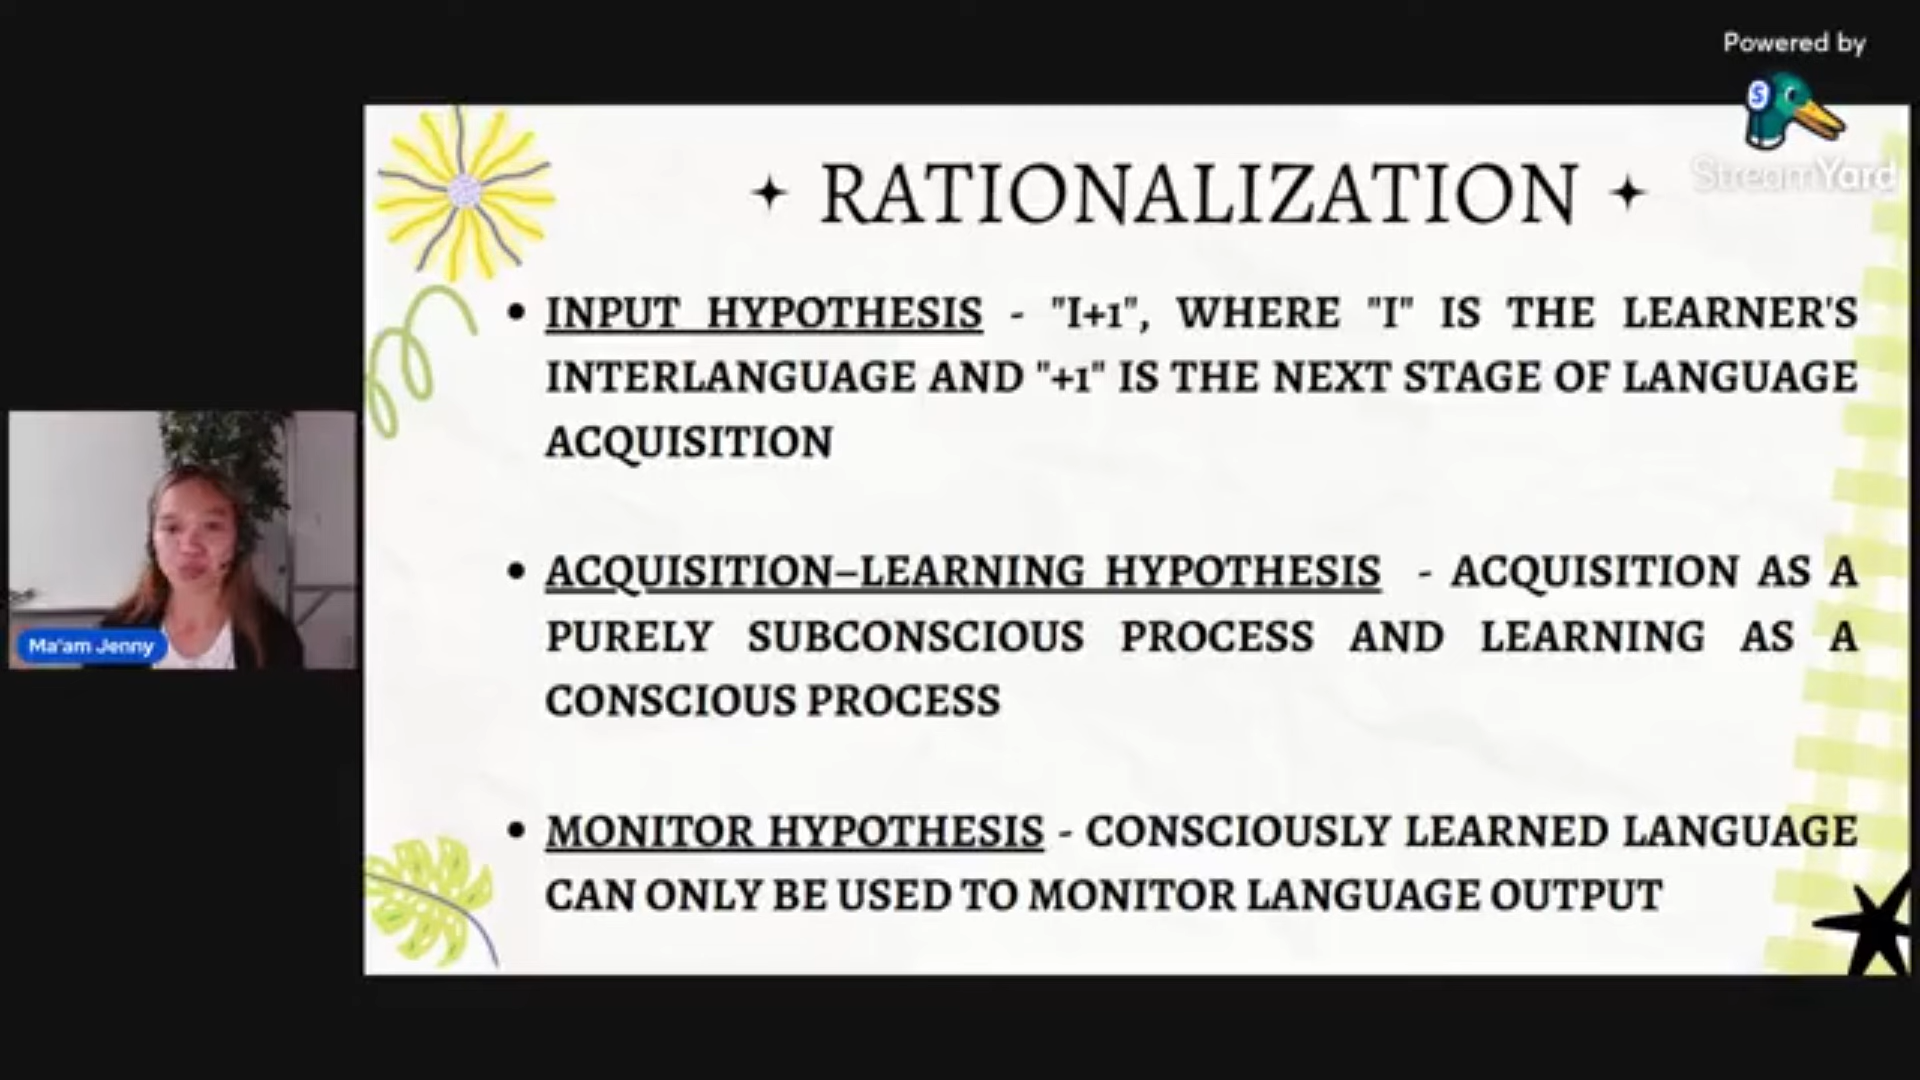 Powered by
StreamYard
RATIONALIZATION
• INPUT HYPOTHESIS - "I+1", WHERE "I" IS THE LEARNER'S
INTERLANGUAGE AND "+1" IS THE NEXT STAGE OF LANGUAGE
ACQUISITION
• ACQUISITION–LEARNING HYPOTHESIS - ACQUISITION AS A
PURELY SUBCONSCIOUS PROCESS AND LEARNING AS A
CONSCIOUS PROCESS
• MONITOR HYPOTHESIS - CONSCIOUSLY LEARNED LANGUAGE
CAN ONLY BE USED TO MONITOR LANGUAGE OUTPUT
Ma'am Jenny